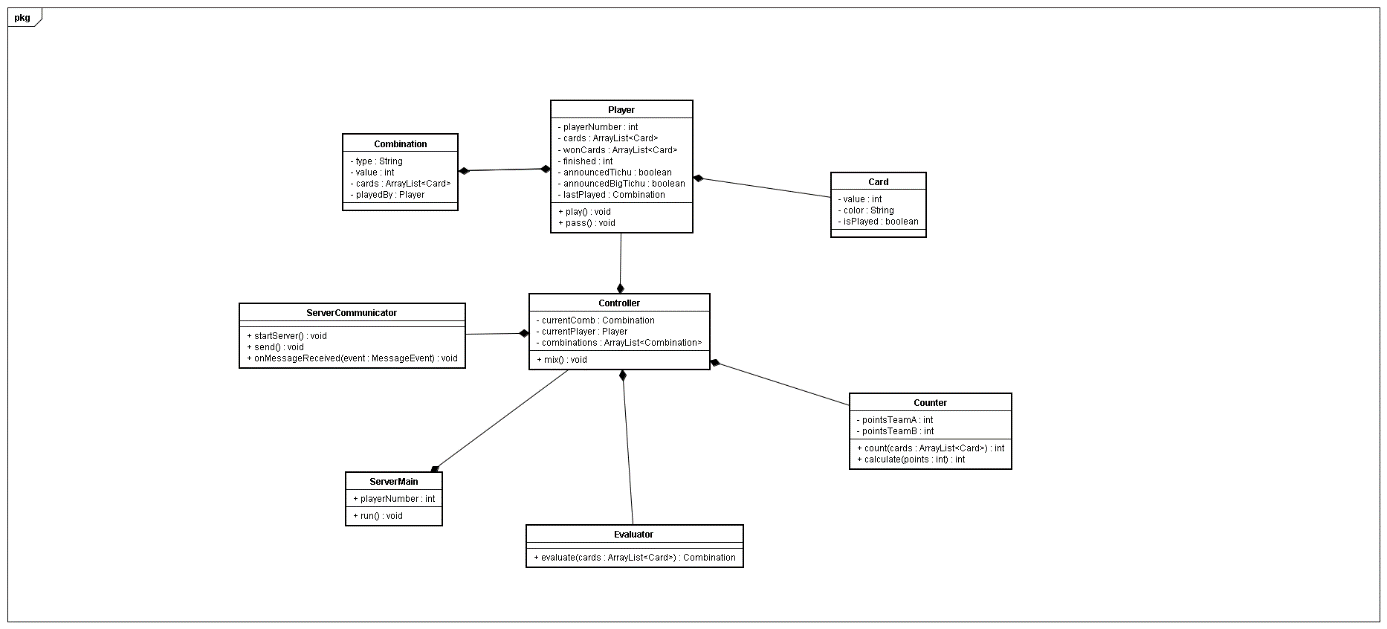 pkg
Player
- playerNumber : int
- cards : ArrayList<Card>
- wonCards : ArrayList<Card>
- finished : int
- announcedTichu : boolean
- announcedBigTichu : boolean
- lastPlayed : Combination
+ play() : void
+ pass() : void
Combination
- type : String
- value : int
- cards : ArrayList<Card>
- playedBy : Player
Card
- value : int
- color : String
- isPlayed : boolean
ServerCommunicator
+ startServer() : void
+ send() : void
+ onMessageReceived(event : MessageEvent) : void
Controller
- currentComb : Combination
- currentPlayer : Player
- combinations : ArrayList<Combination>
+ mix() : void
Counter
- pointsTeamA : int
- pointsTeamB : int
+ count(cards : ArrayList<Card>) : int
+ calculate(points : int) : int
ServerMain
+ playerNumber : int
+ run() : void
Evaluator
+ evaluate(cards : ArrayList<Card>) : Combination